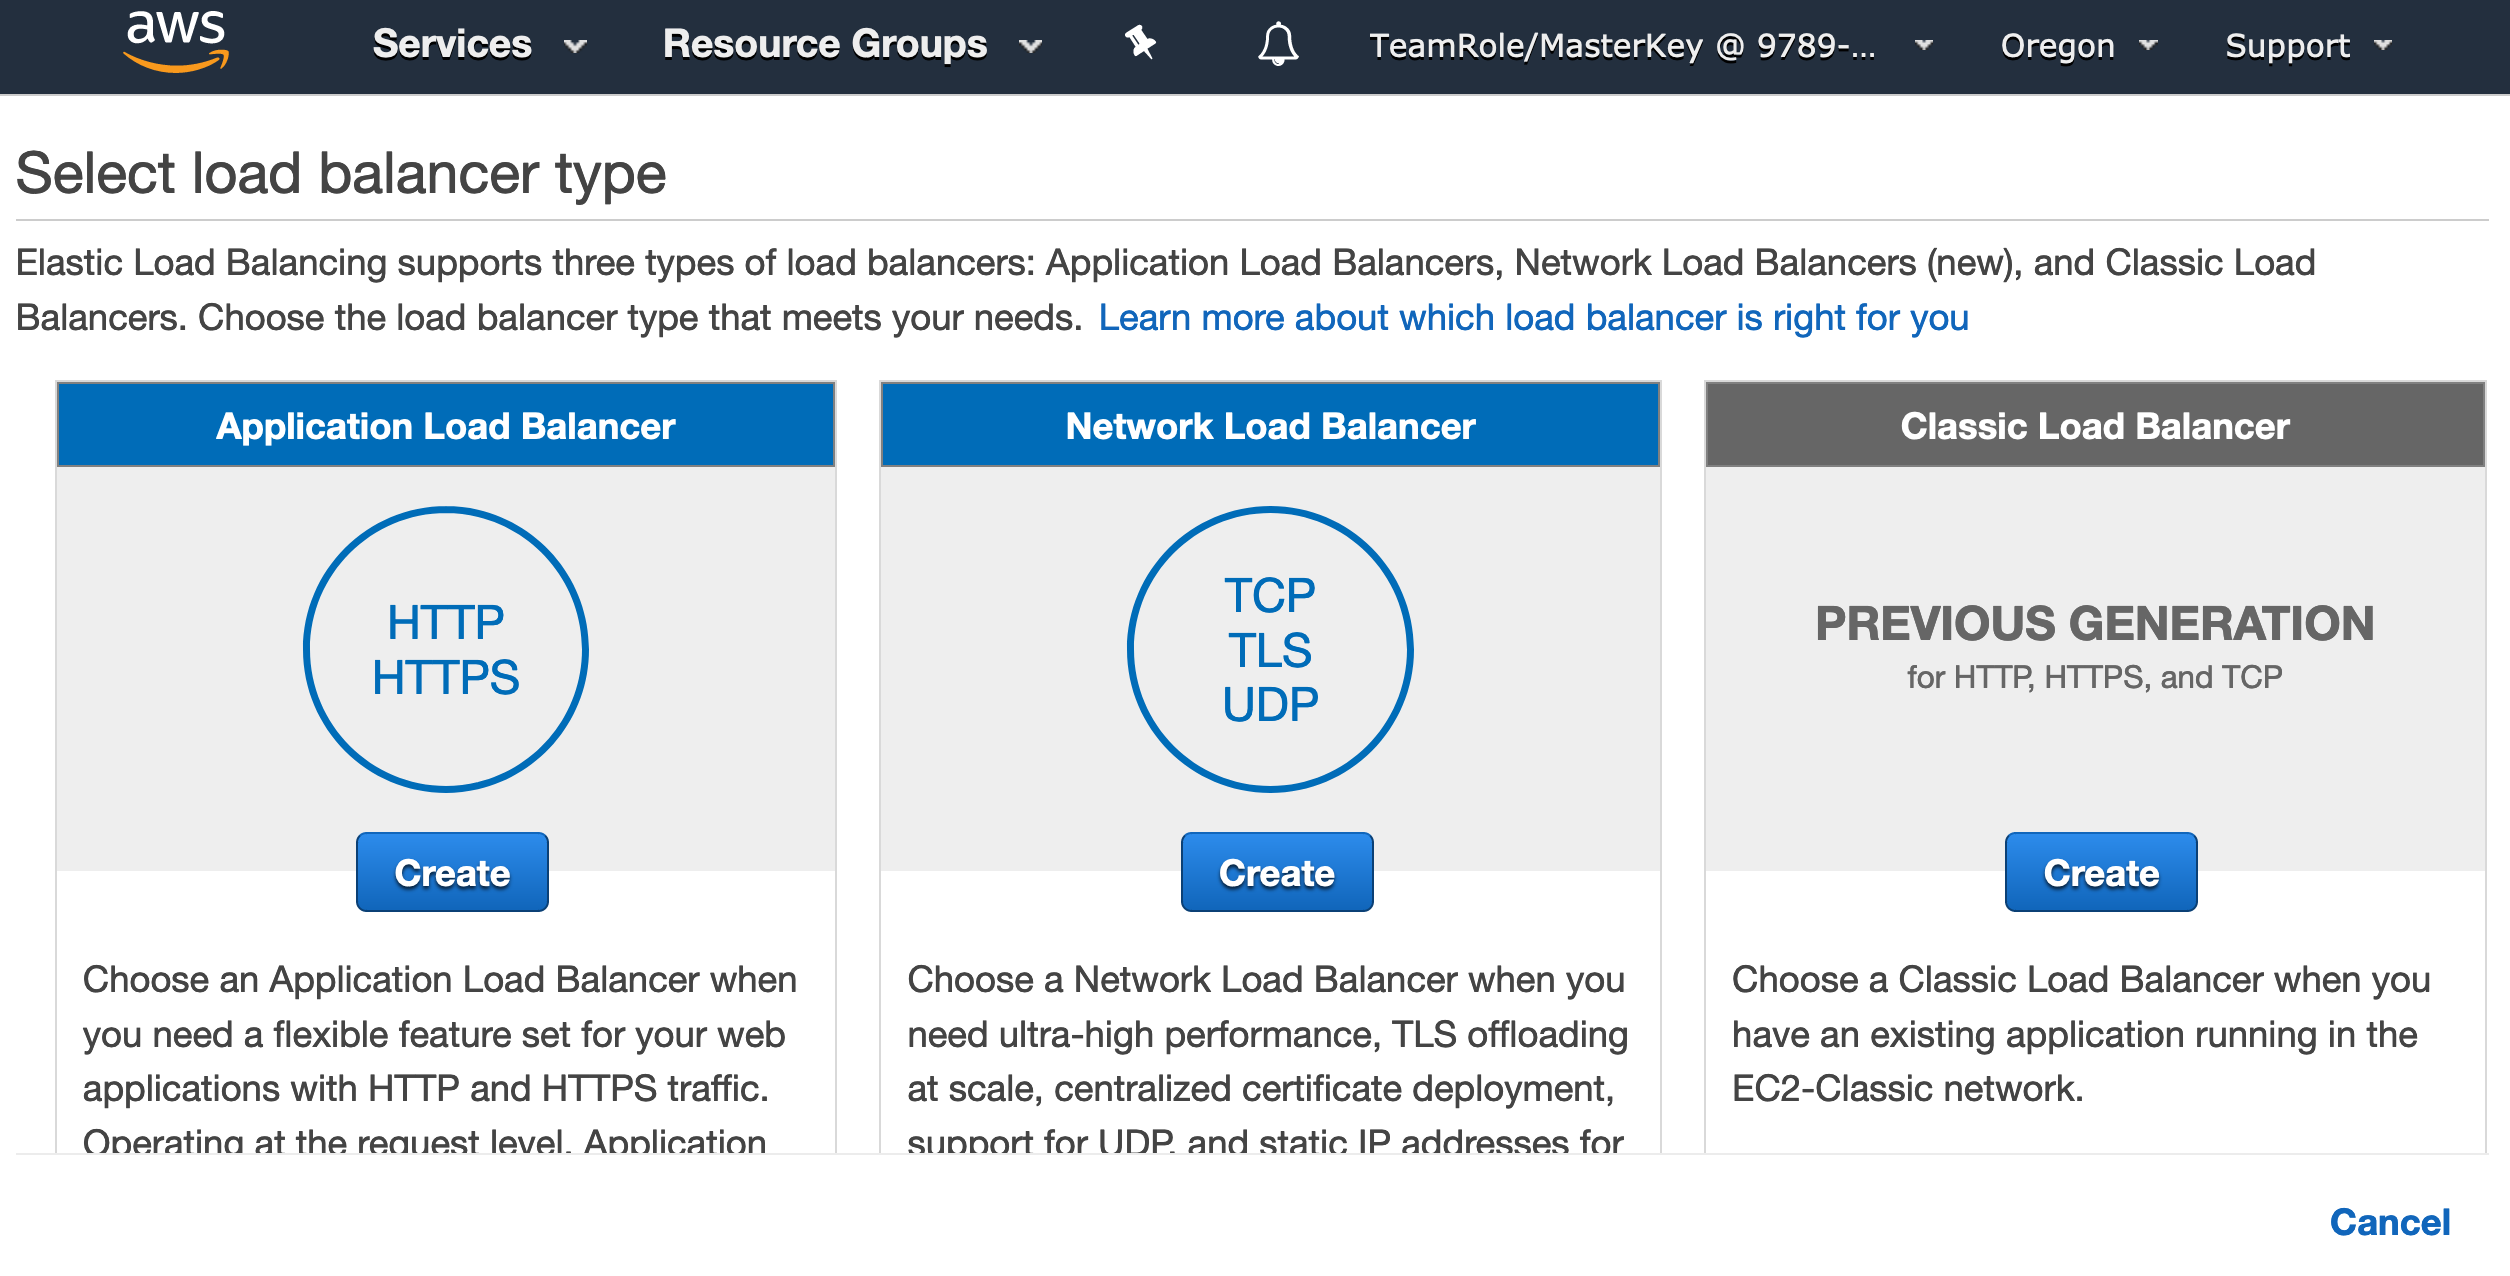 aws
Services
Resource Groups
TeamRole/MasterKey @ 9789-...
Oregon
Support
Select load balancer type
Elastic Load Balancing supports three types of load balancers: Application Load Balancers, Network Load Balancers (new), and Classic Load
Balancers. Choose the load balancer type that meets your needs. Learn more about which load balancer is right for you
Application Load Balancer
HTTP
HTTPS
Create
Choose an Application Load Balancer when
you need a flexible feature set for your web
applications with HTTP and HTTPS traffic.
Operating at the request level, Application
Network Load Balancer
TCP
TLS
UDP
Create
Choose a Network Load Balancer when you
need ultra-high performance, TLS offloading
at scale, centralized certificate deployment,
support for UDP, and static IP addresses for
Classic Load Balancer
PREVIOUS GENERATION
for HTTP, HTTPS, and TCP
Create
Choose a Classic Load Balancer when you
have an existing application running in the
EC2-Classic network.
Cancel